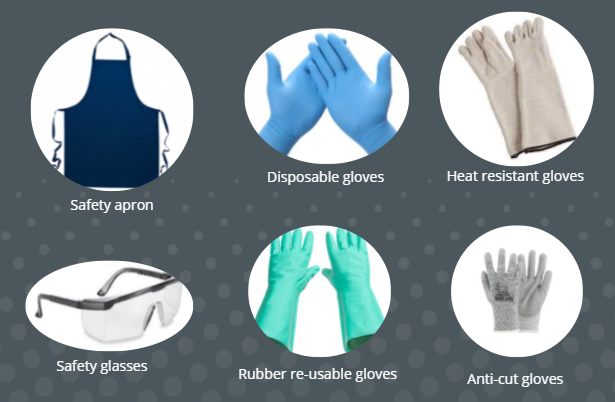 Safety apron
Disposable gloves
Heat resistant gloves
Safety glasses
Rubber re-usable gloves
Anti-cut gloves